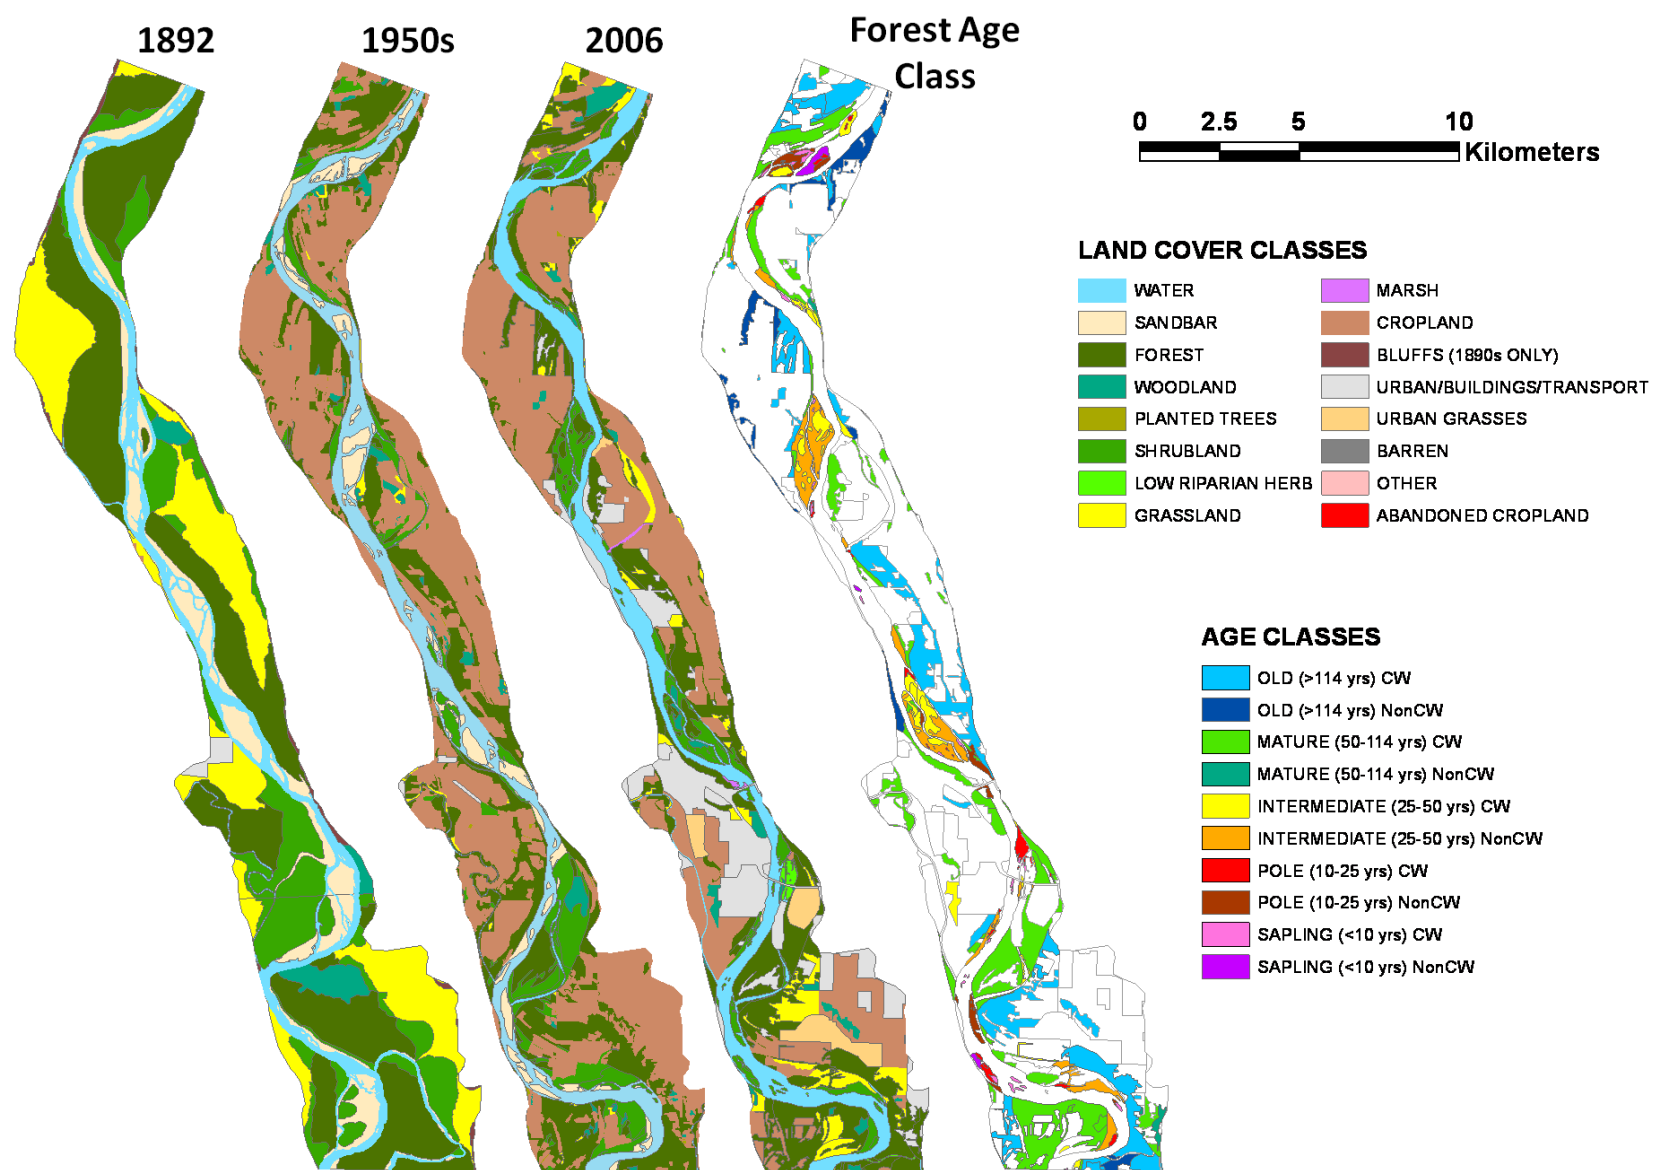 1892
1950s
2006
Forest Age
Class
0 2.5 5 10
Kilometers
LAND COVER CLASSES
WATER
SANDBAR
FOREST
WOODLAND
PLANTED TREES
SHRUBLAND
LOW RIPARIAN HERB
GRASSLAND
MARSH
CROPLAND
BLUFFS (1890s ONLY)
URBAN/BUILDINGS/TRANSPORT
URBAN GRASSES
BARREN
OTHER
ABANDONED CROPLAND
AGE CLASSES
OLD (>114 yrs) CW
OLD (>114 yrs) NonCW
MATURE (50-114 yrs) CW
MATURE (50-114 yrs) NonCW
INTERMEDIATE (25-50 yrs) CW
INTERMEDIATE (25-50 yrs) NonCW
POLE (10-25 yrs) CW
POLE (10-25 yrs) NonCW
SAPLING (<10 yrs) CW
SAPLING (<10 yrs) NonCW